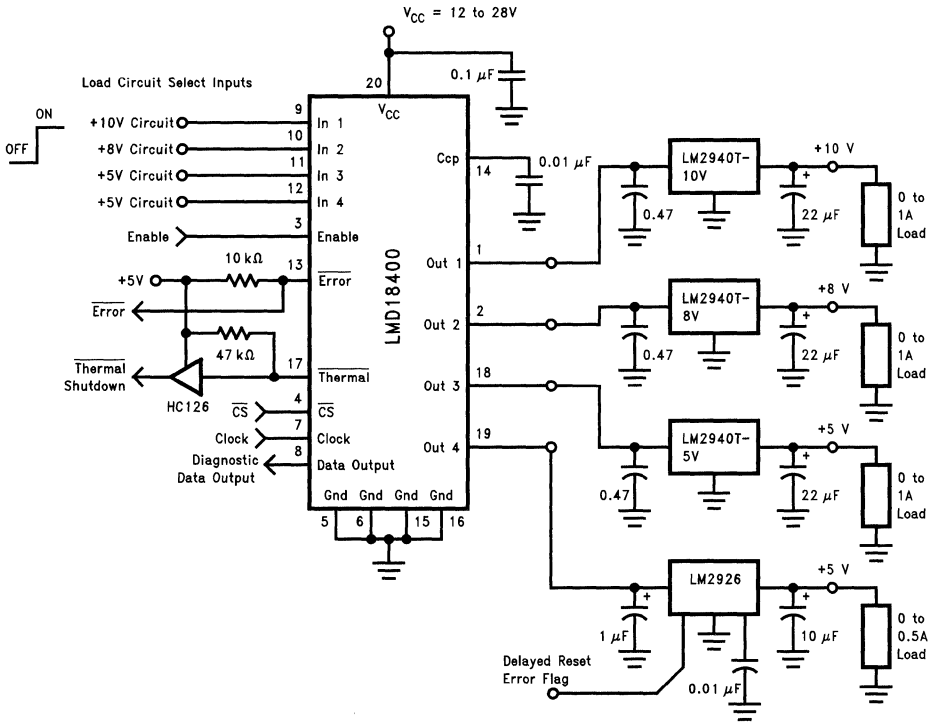 V_CC = 12 to 28V
0.1 μF
20
V_CC
Load Circuit Select Inputs
ON
OFF
+10V Circuit
9
In 1
+8V Circuit
10
In 2
+5V Circuit
11
In 3
+5V Circuit
12
In 4
Enable
3
Enable
10 kΩ
+5V
13
Error
Error
47 kΩ
Thermal
Shutdown
HC126
17
Thermal
CS
4
CS
Clock
7
Clock
Diagnostic
Data Output
8
Data Output
LMD18400
Gnd Gnd Gnd Gnd
5 6 15 16
Ccp
14
0.01 μF
Out 1
1
Out 2
2
Out 3
18
Out 4
19
0.47
LM2940T-
10V
+
22 μF
+10 V
0 to
1A
Load
0.47
LM2940T-
8V
+
22 μF
+8 V
0 to
1A
Load
0.47
LM2940T-
5V
+
22 μF
+5 V
0 to
1A
Load
+
1 μF
LM2926
+
10 μF
+5 V
0 to
0.5A
Load
0.01 μF
Delayed Reset
Error Flag